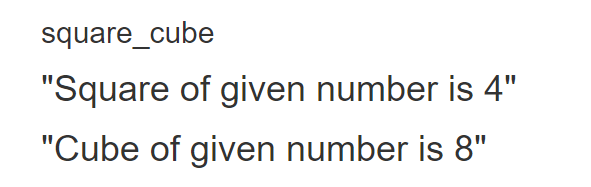 square_cube
"Square of given number is 4"
"Cube of given number is 8"